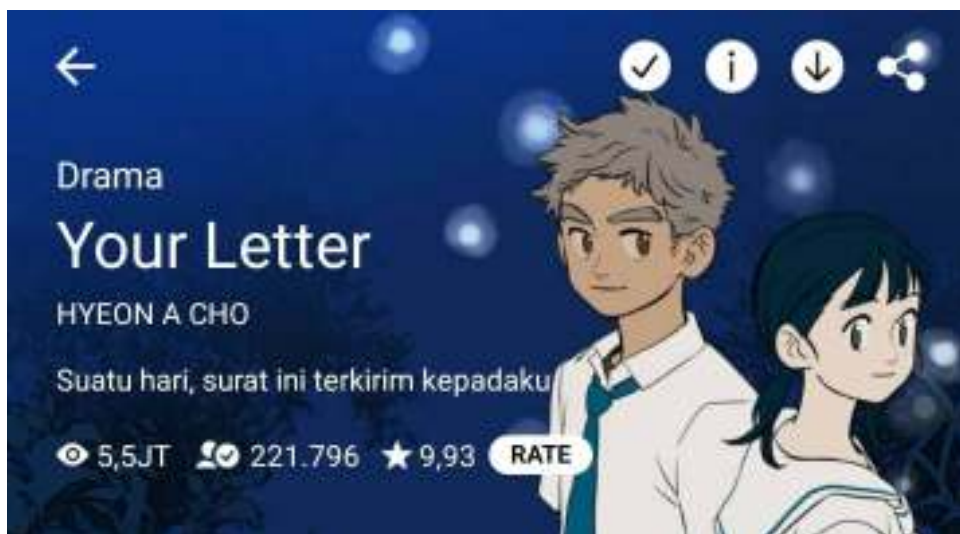 Drama
Your Letter
HYEON A CHO
Suatu hari, surat ini terkirim kepadaku
5,5JT 221.796 9,93 RATE